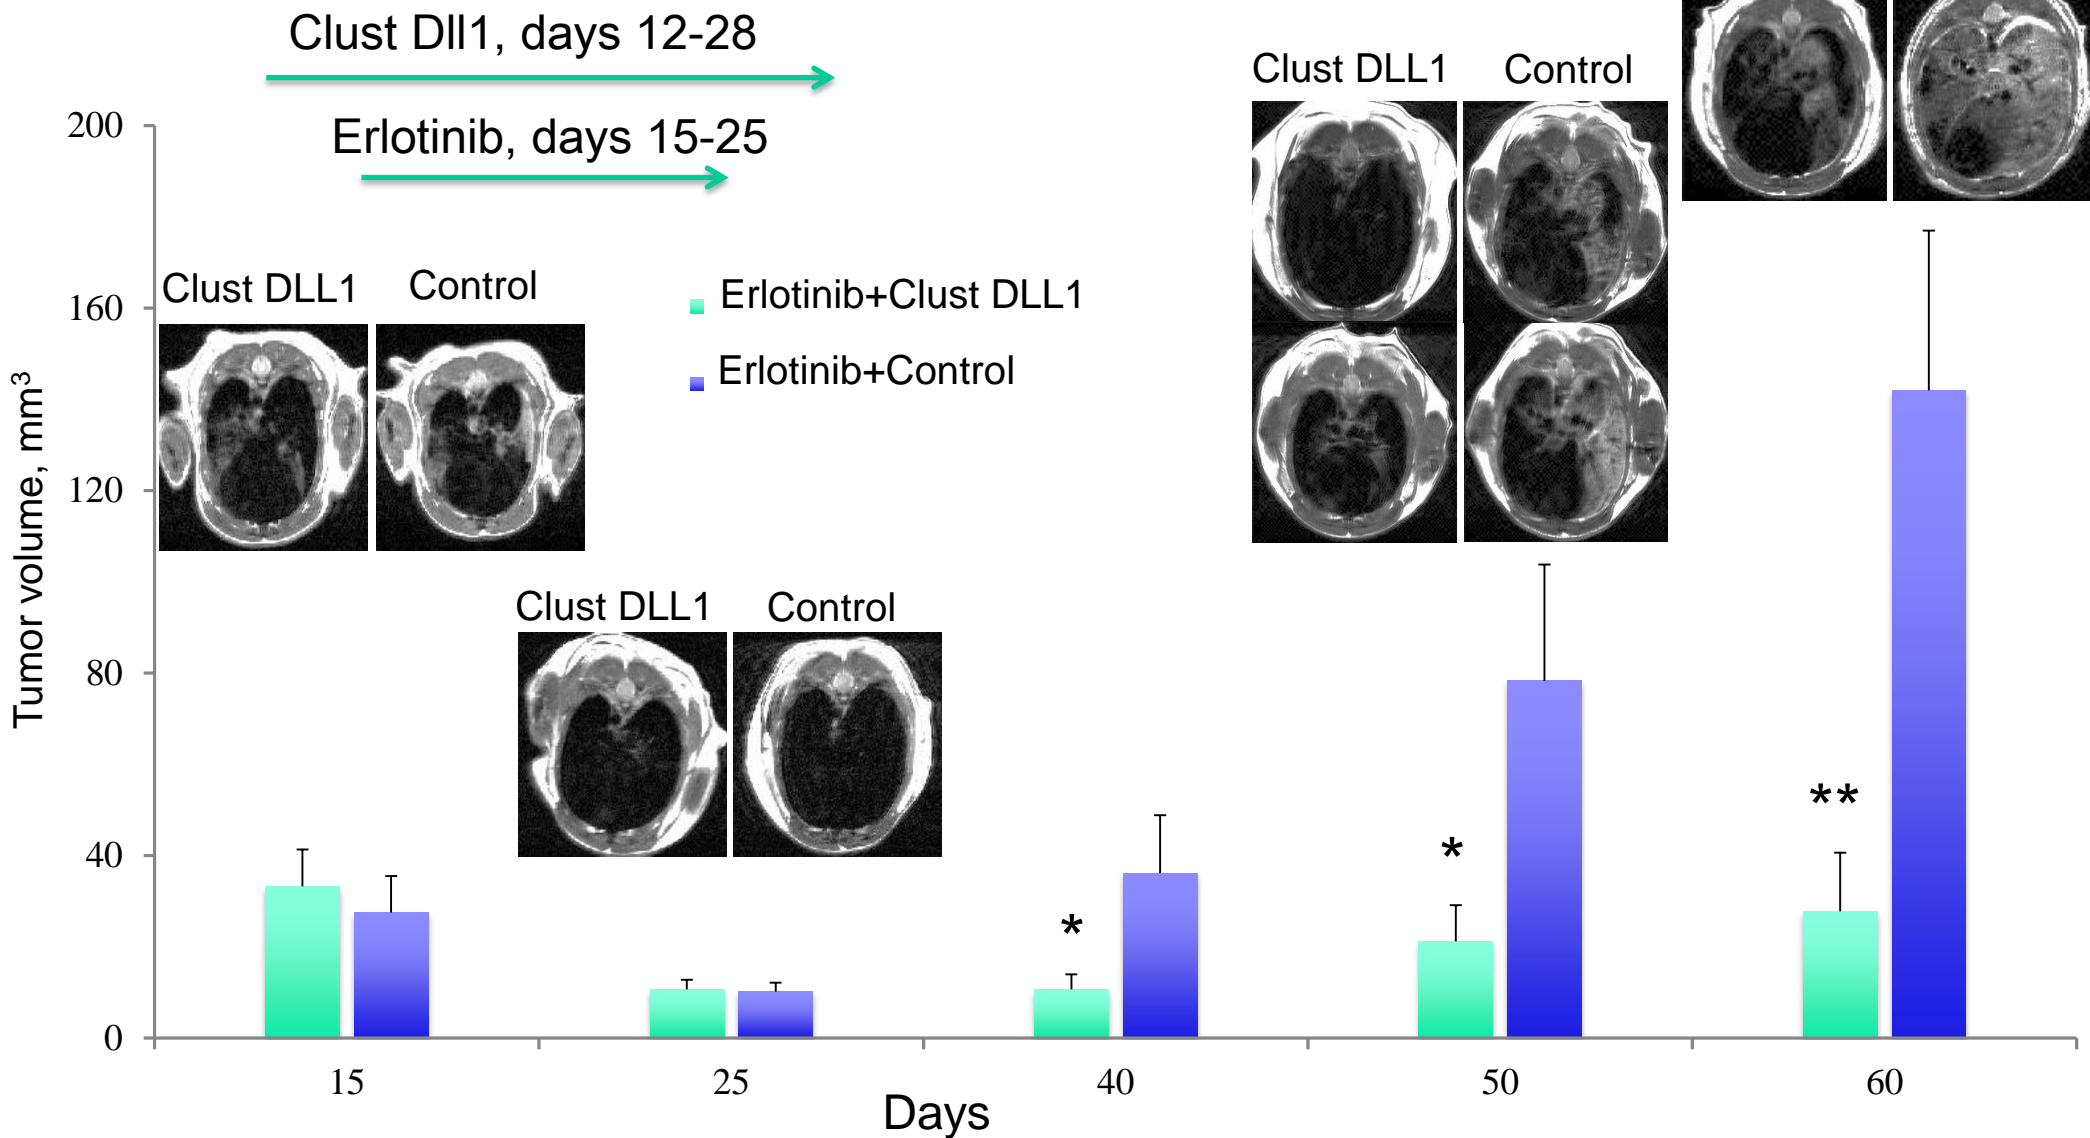 Clust Dll1, days 12-28
Erlotinib, days 15-25
Clust DLL1 Control
Clust DLL1 Control
Erlotinib+Clust DLL1
Erlotinib+Control
Clust DLL1 Control
Tumor volume, mm³
200
160
120
80
40
0
*
*
**
15 25 40 50 60
Days